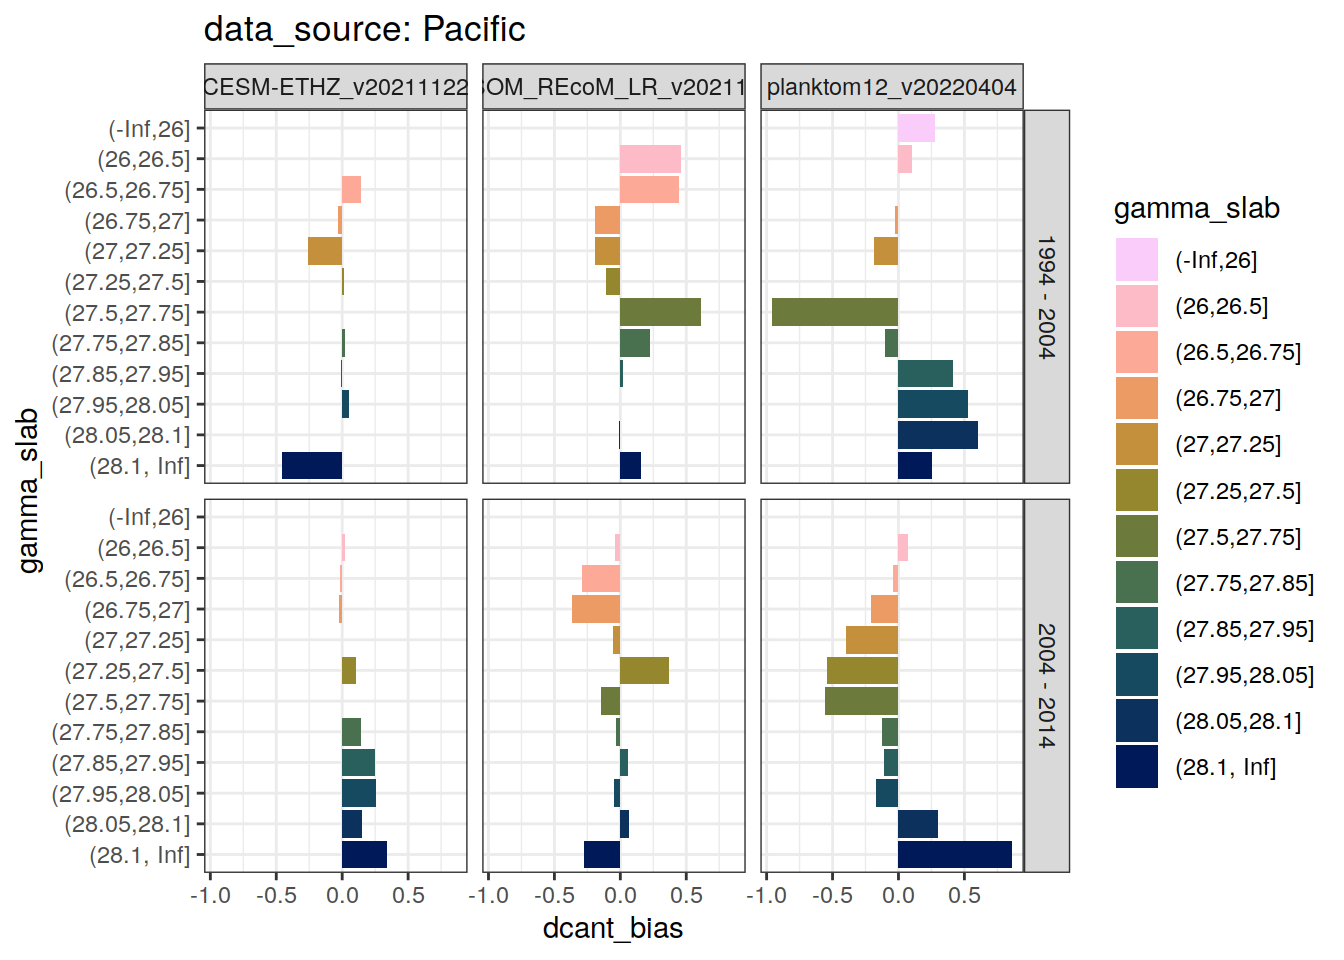 data_source: Pacific
CESM-ETHZ_v20211122
OM_REcoM_LR_v20211
planktom12_v20220404
(-Inf,26]
(26,26.5]
(26.5,26.75]
(26.75,27]
(27,27.25]
(27.25,27.5]
(27.5,27.75]
(27.75,27.85]
(27.85,27.95]
(27.95,28.05]
(28.05,28.1]
(28.1, Inf]
1994 - 2004
(-Inf,26]
(26,26.5]
(26.5,26.75]
(26.75,27]
(27,27.25]
(27.25,27.5]
(27.5,27.75]
(27.75,27.85]
(27.85,27.95]
(27.95,28.05]
(28.05,28.1]
(28.1, Inf]
2004 - 2014
gamma_slab
-1.0 -0.5 0.0 0.5
-1.0 -0.5 0.0 0.5
-1.0 -0.5 0.0 0.5
dcant_bias
gamma_slab
(-Inf,26]
(26,26.5]
(26.5,26.75]
(26.75,27]
(27,27.25]
(27.25,27.5]
(27.5,27.75]
(27.75,27.85]
(27.85,27.95]
(27.95,28.05]
(28.05,28.1]
(28.1, Inf]